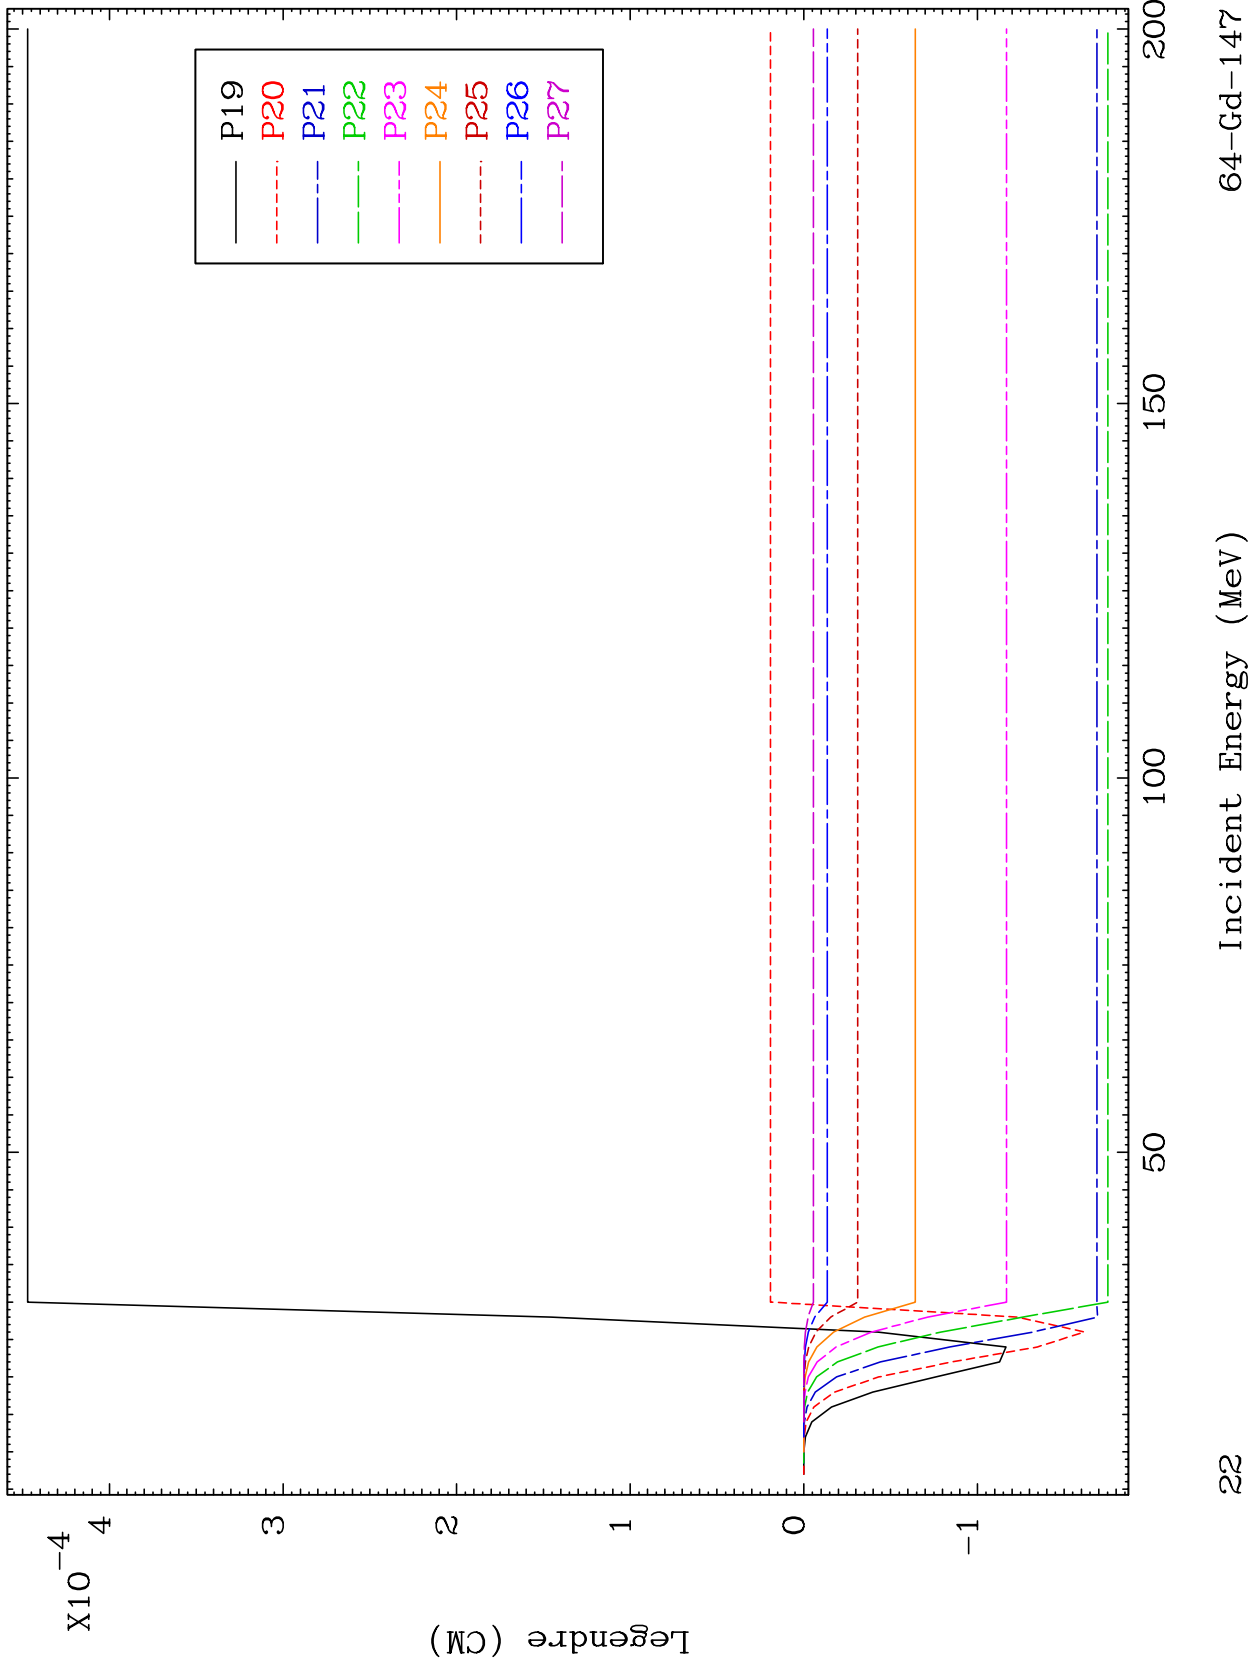 X10
-4
4
3
2
1
0
-1
Legendre (CM)
P19
P20
P21
P22
P23
P24
P25
P26
P27
50
100
150
200
22
Incident Energy (MeV)
64-Gd-147